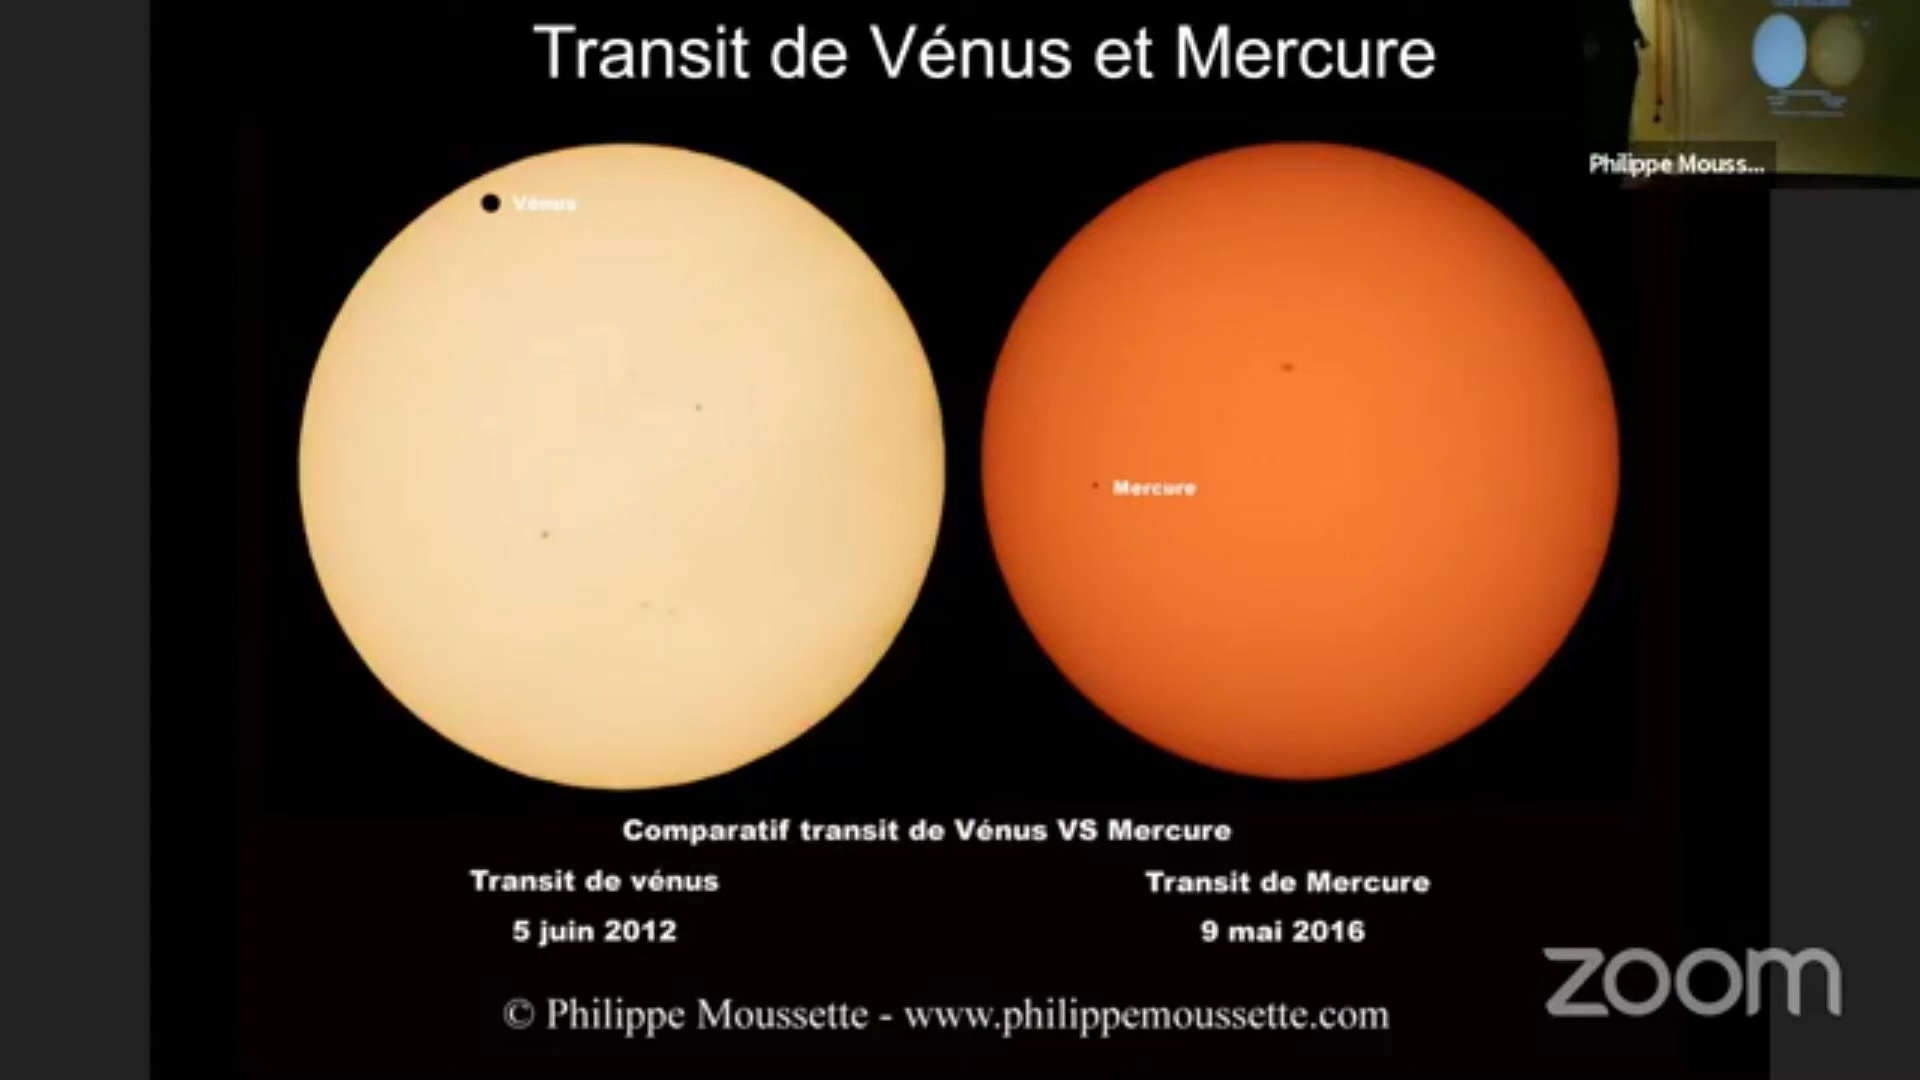 Transit de Vénus et Mercure
Philippe Mouss...
Vénus
Mercure
Comparatif transit de Vénus VS Mercure
Transit de vénus
Transit de Mercure
5 juin 2012
9 mai 2016
© Philippe Moussette - www.philippemoussette.com
zoom